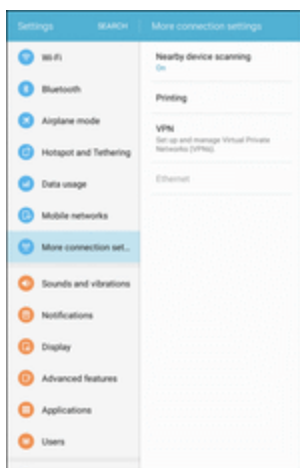 Settings
SEARCH
More connection settings
Wi-Fi
Bluetooth
Airplane mode
Hotspot and Tethering
Data usage
Mobile networks
More connection set...
Sounds and vibrations
Notifications
Display
Advanced features
Applications
Users
Nearby device scanning
On
Printing
VPN
Set up and manage Virtual Private
Networks (VPNs).
Ethernet